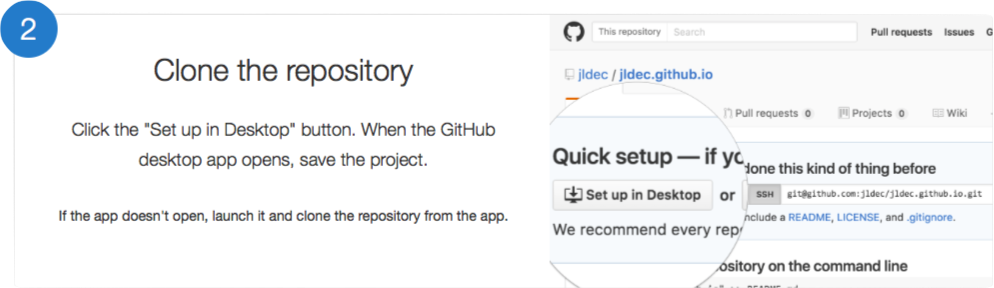 2
Clone the repository
Click the "Set up in Desktop" button. When the GitHub
desktop app opens, save the project.
If the app doesn't open, launch it and clone the repository from the app.
This repository Search
Pull requests Issues G
jldec / jldec.github.io
Pull requests 0 Projects 0 Wiki
Quick setup — if yo
done this kind of thing before
Set up in Desktop or
SSH git@github.com:jldec/jldec.github.io.git
We recommend every repo
nclude a README, LICENSE, and .gitignore.
ository on the command line